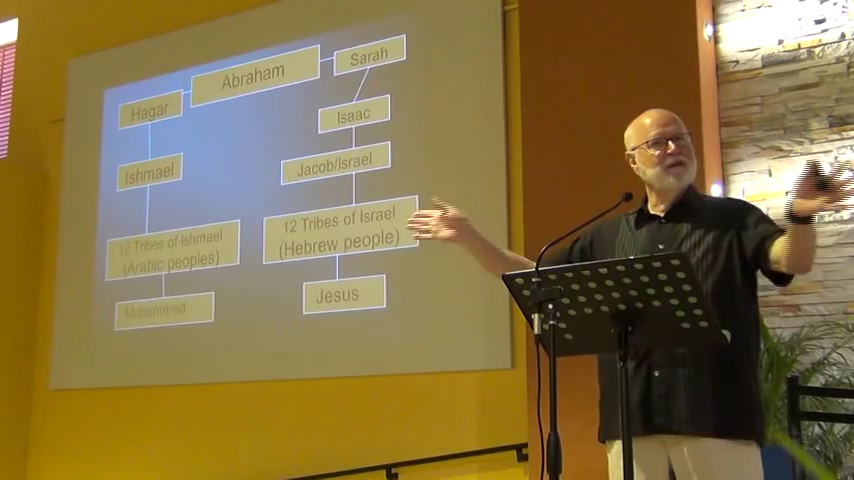 Abraham
Sarah
Hagar
Isaac
Ishmael
Jacob/Israel
12 Tribes of Ishmael
(Arabic peoples)
12 Tribes of Israel
(Hebrew people)
Muhammed
Jesus